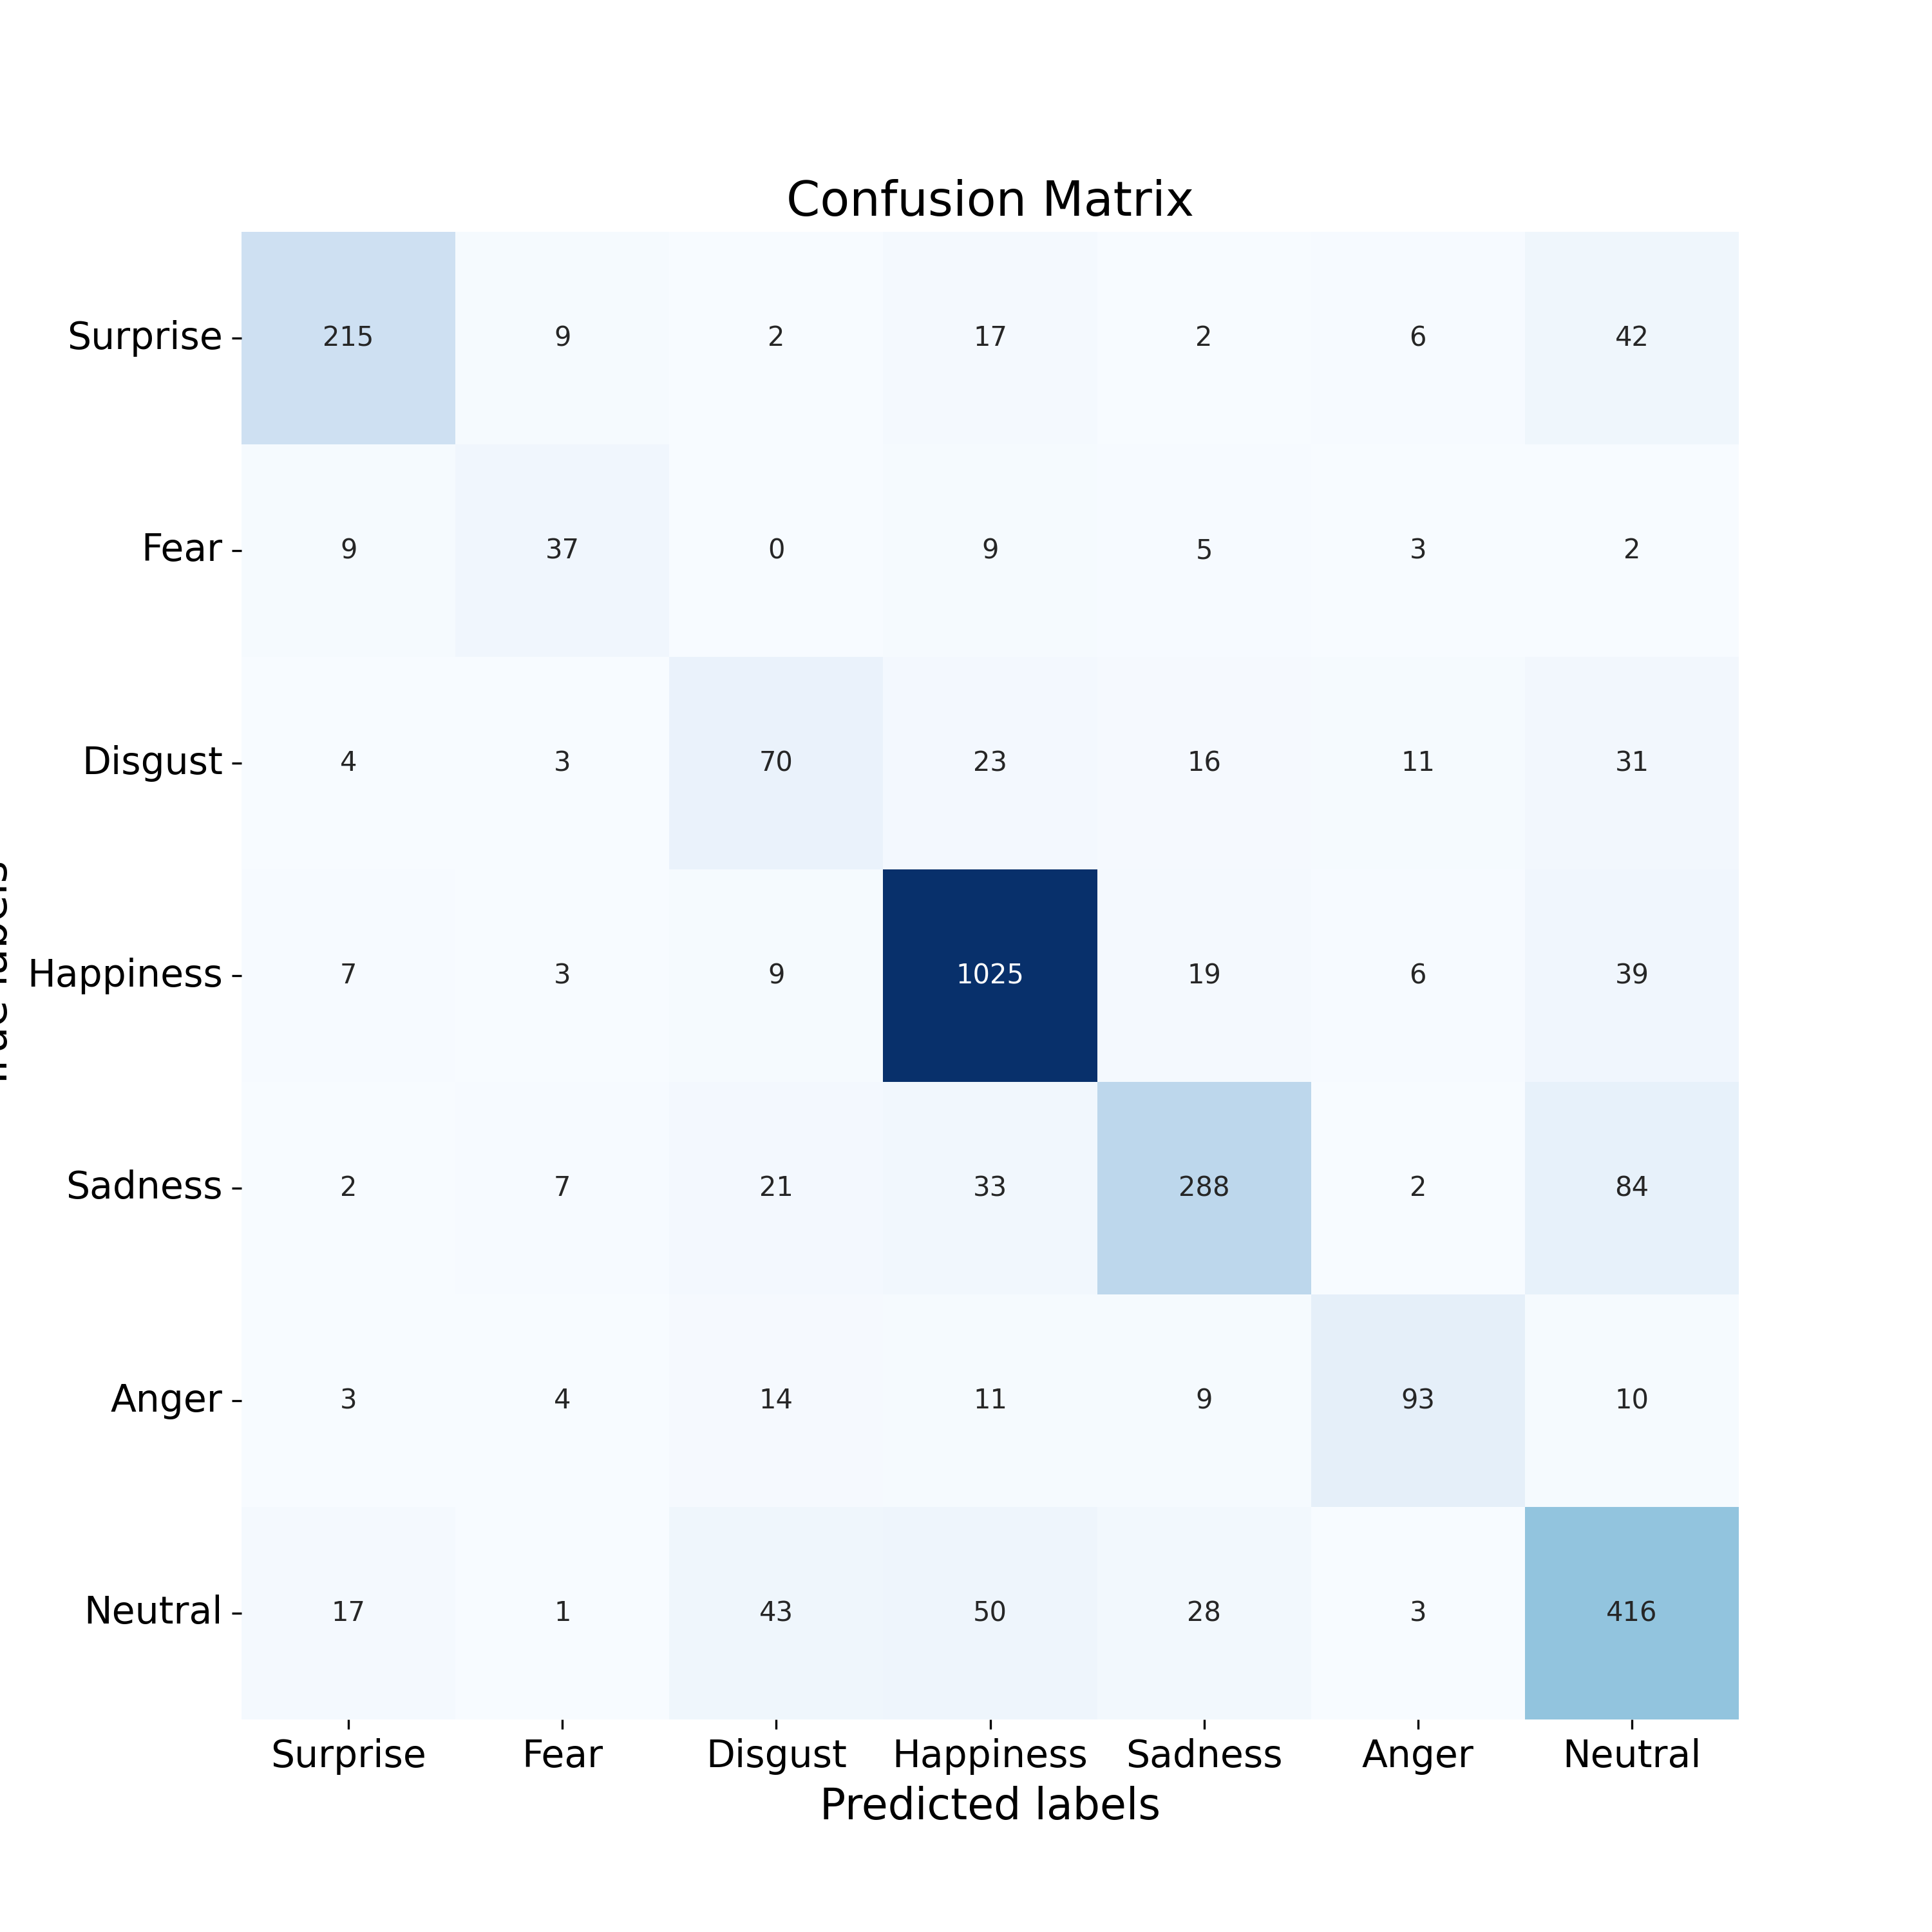 Confusion Matrix
Surprise 215 9 2 17 2 6 42
Fear 9 37 0 9 5 3 2
Disgust 4 3 70 23 16 11 31
Happiness 7 3 9 1025 19 6 39
Sadness 2 7 21 33 288 2 84
Anger 3 4 14 11 9 93 10
Neutral 17 1 43 50 28 3 416
Surprise Fear Disgust Happiness Sadness Anger Neutral
Predicted labels